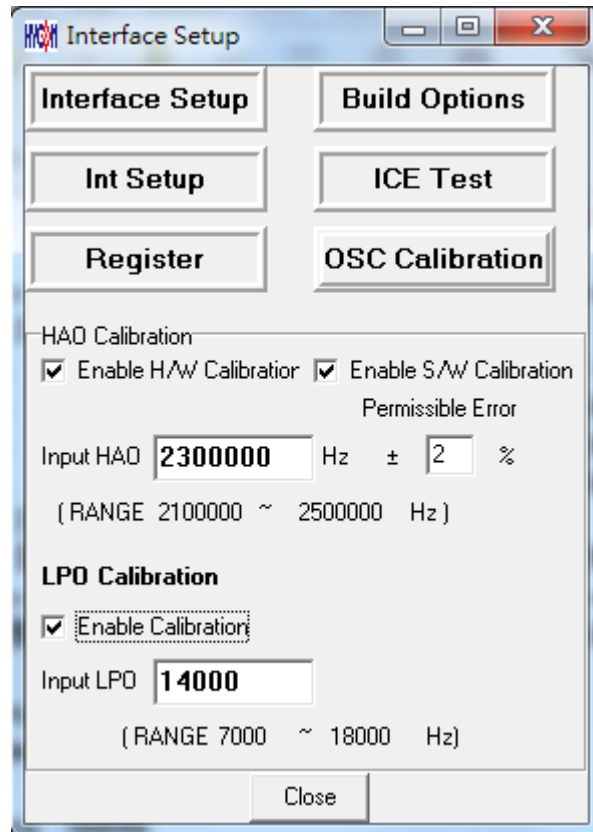 HYCON Interface Setup
Interface Setup Build Options
Int Setup ICE Test
Register OSC Calibration
HAO Calibration
Enable H/W Calibratior Enable S/W Calibration
Permissible Error
Input HAO 2300000 Hz ± 2 %
( RANGE 2100000 ~ 2500000 Hz )
LPO Calibration
Enable Calibration
Input LPO 14000
( RANGE 7000 ~ 18000 Hz)
Close